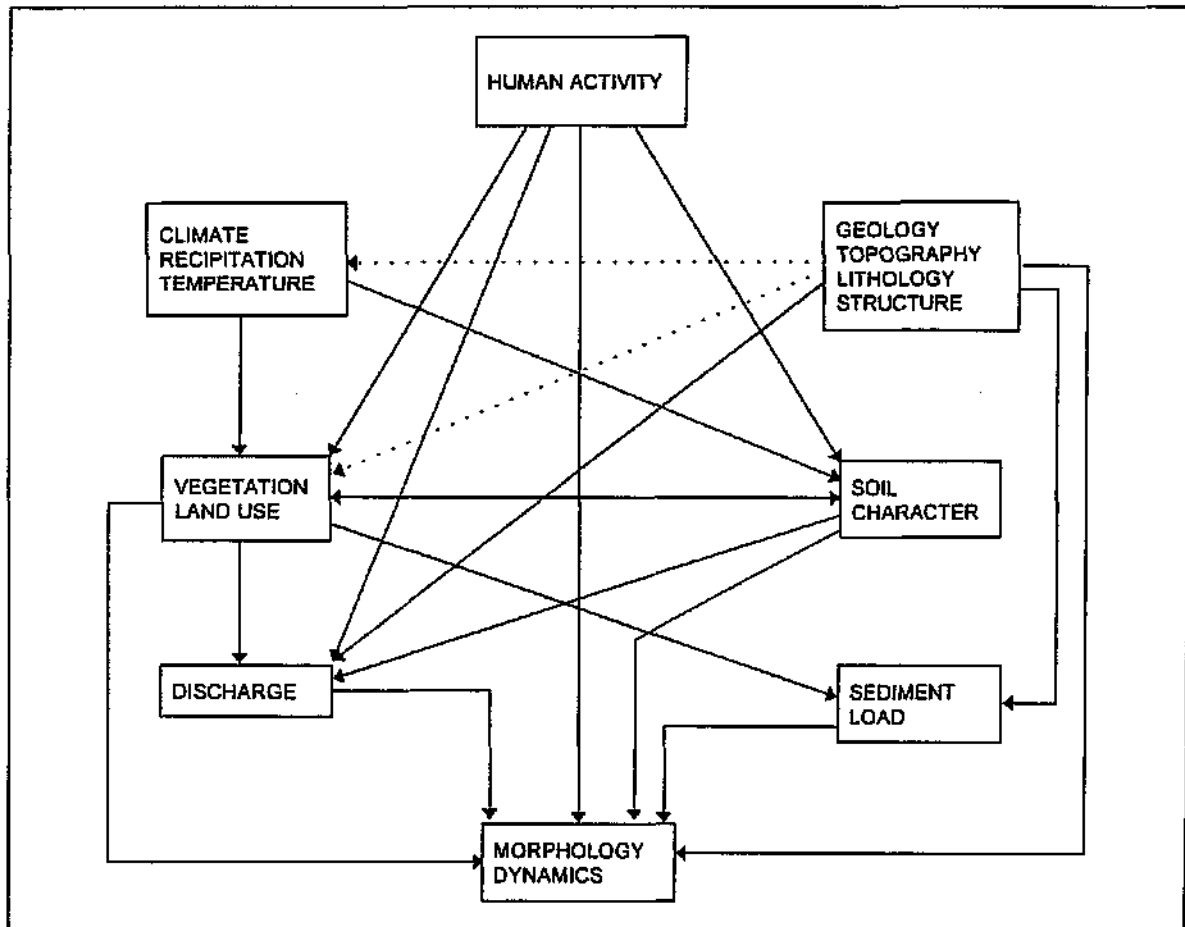 HUMAN ACTIVITY
CLIMATE
RECIPITATION
TEMPERATURE
GEOLOGY
TOPOGRAPHY
LITHOLOGY
STRUCTURE
VEGETATION
LAND USE
SOIL
CHARACTER
DISCHARGE
SEDIMENT
LOAD
MORPHOLOGY
DYNAMICS